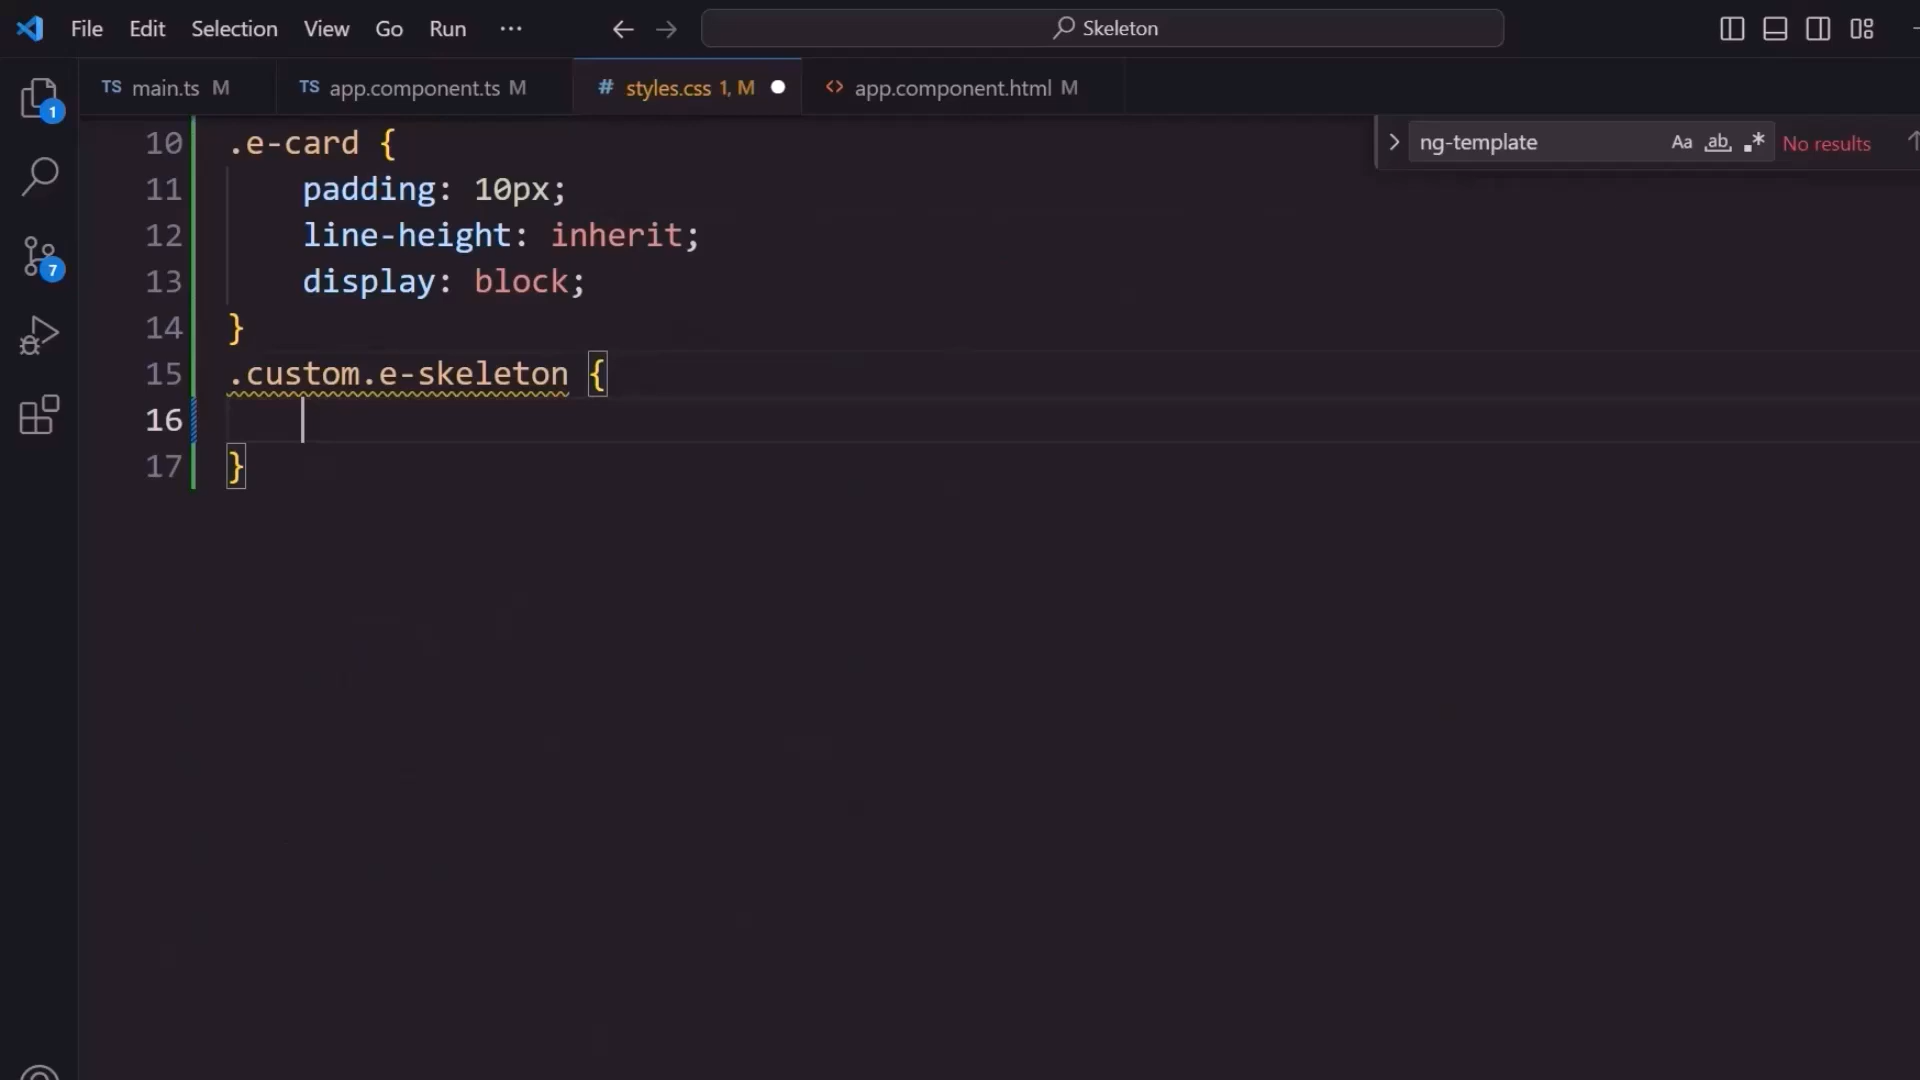 File Edit Selection View Go Run ··· Skeleton
main.ts M app.component.ts M styles.css 1, M app.component.html M
1
7
ng-template Aa ab .* No results
10 .e-card {
11 padding: 10px;
12 line-height: inherit;
13 display: block;
14 }
15 .custom.e-skeleton {
16
17 }